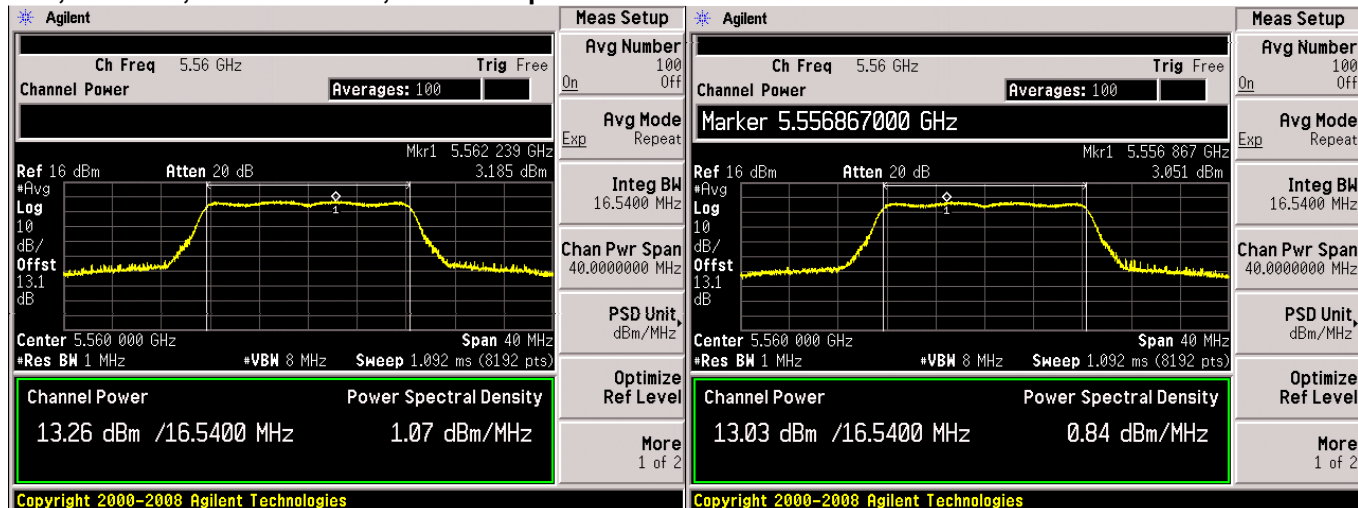 Agilent
Meas Setup
Ch Freq 5.56 GHz Trig Free
Channel Power Averages: 100
Mkr1 5.562 239 GHz
Ref 16 dBm Atten 20 dB 3.185 dBm
#Avg
Log
10
dB/
Offst
13.1
dB
1
Center 5.560 000 GHz Span 40 MHz
#Res BW 1 MHz #VBW 8 MHz Sweep 1.092 ms (8192 pts)
Channel Power Power Spectral Density
13.26 dBm /16.5400 MHz 1.07 dBm/MHz
Avg Number
100
On Off
Avg Mode
Exp Repeat
Integ BW
16.5400 MHz
Chan Pwr Span
40.0000000 MHz
PSD Unit
dBm/MHz
Optimize
Ref Level
More
1 of 2
Copyright 2000-2008 Agilent Technologies
Agilent
Meas Setup
Ch Freq 5.56 GHz Trig Free
Channel Power Averages: 100
Marker 5.556867000 GHz
Mkr1 5.556 867 GHz
Ref 16 dBm Atten 20 dB 3.051 dBm
#Avg
Log
10
dB/
Offst
13.1
dB
1
Center 5.560 000 GHz Span 40 MHz
#Res BW 1 MHz #VBW 8 MHz Sweep 1.092 ms (8192 pts)
Channel Power Power Spectral Density
13.03 dBm /16.5400 MHz 0.84 dBm/MHz
Avg Number
100
On Off
Avg Mode
Exp Repeat
Integ BW
16.5400 MHz
Chan Pwr Span
40.0000000 MHz
PSD Unit
dBm/MHz
Optimize
Ref Level
More
1 of 2
Copyright 2000-2008 Agilent Technologies